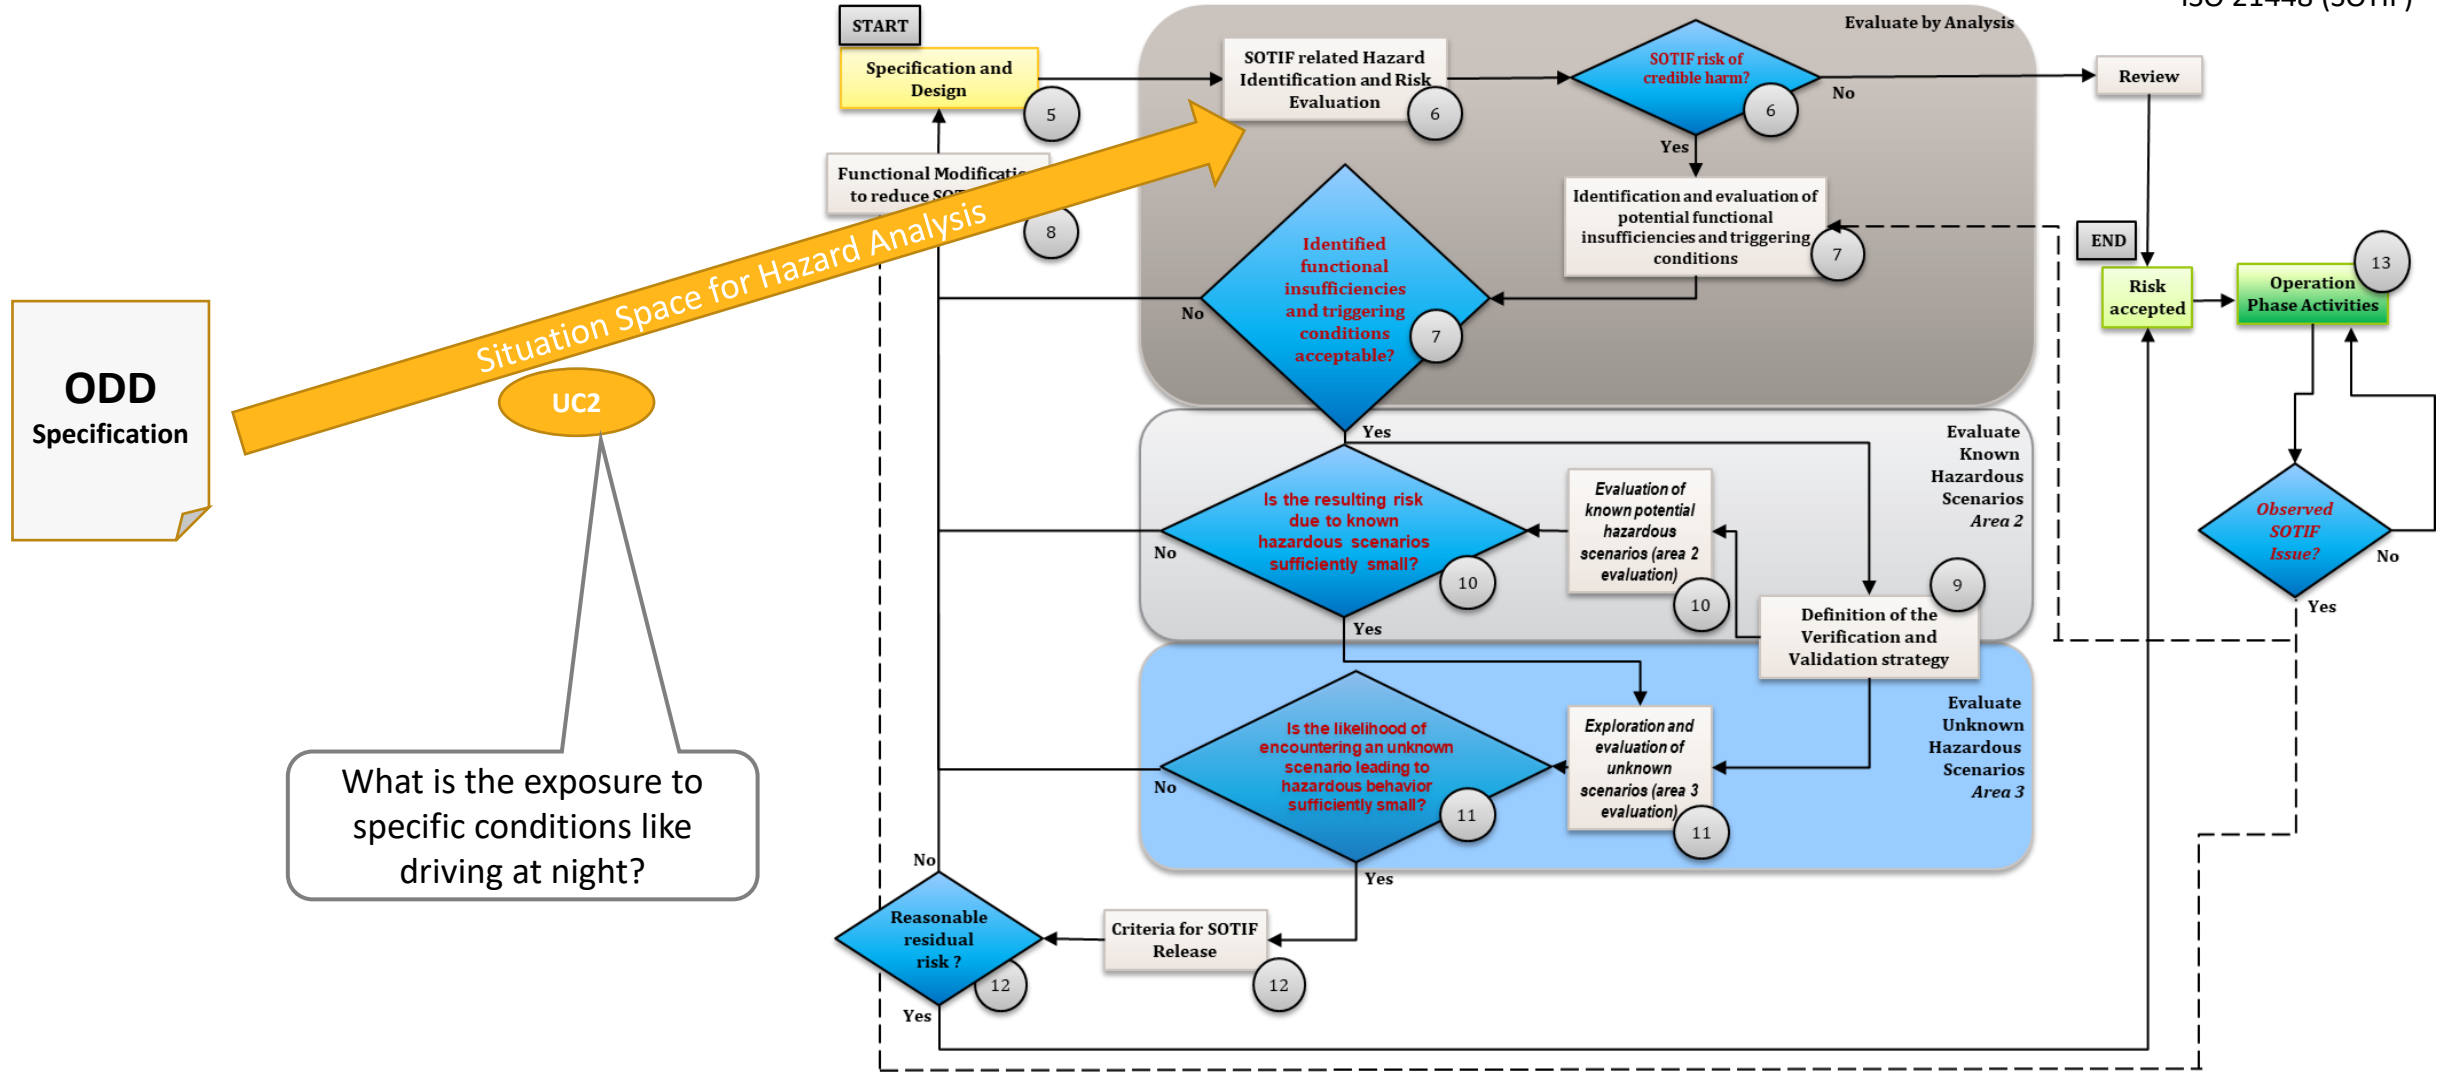 ISO 21448 (SOTIF)
START
Specification and
Design
5
Functional Modificatio
to reduce SOT
8
Situation Space for Hazard Analysis
ODD
Specification
UC2
What is the exposure to
specific conditions like
driving at night?
Evaluate by Analysis
SOTIF related Hazard
Identification and Risk
Evaluation
6
SOTIF risk of
credible harm?
6
No
Yes
Review
Identification and evaluation of
potential functional
insufficiencies and triggering
conditions
7
Identified
functional
insufficiencies
and triggering
conditions
acceptable?
7
No
Yes
END
Risk
accepted
Operation
Phase Activities
13
Observed
SOTIF
Issue?
No
Yes
Evaluate
Known
Hazardous
Scenarios
Area 2
Is the resulting risk
due to known
hazardous scenarios
sufficiently small?
10
No
Yes
Evaluation of
known potential
hazardous
scenarios (area 2
evaluation)
10
9
Definition of the
Verification and
Validation strategy
Evaluate
Unknown
Hazardous
Scenarios
Area 3
Is the likelihood of
encountering an unknown
scenario leading to
hazardous behavior
sufficiently small?
11
No
Yes
Exploration and
evaluation of
unknown
scenarios (area 3
evaluation)
11
No
Reasonable
residual
risk ?
12
Yes
Criteria for SOTIF
Release
12